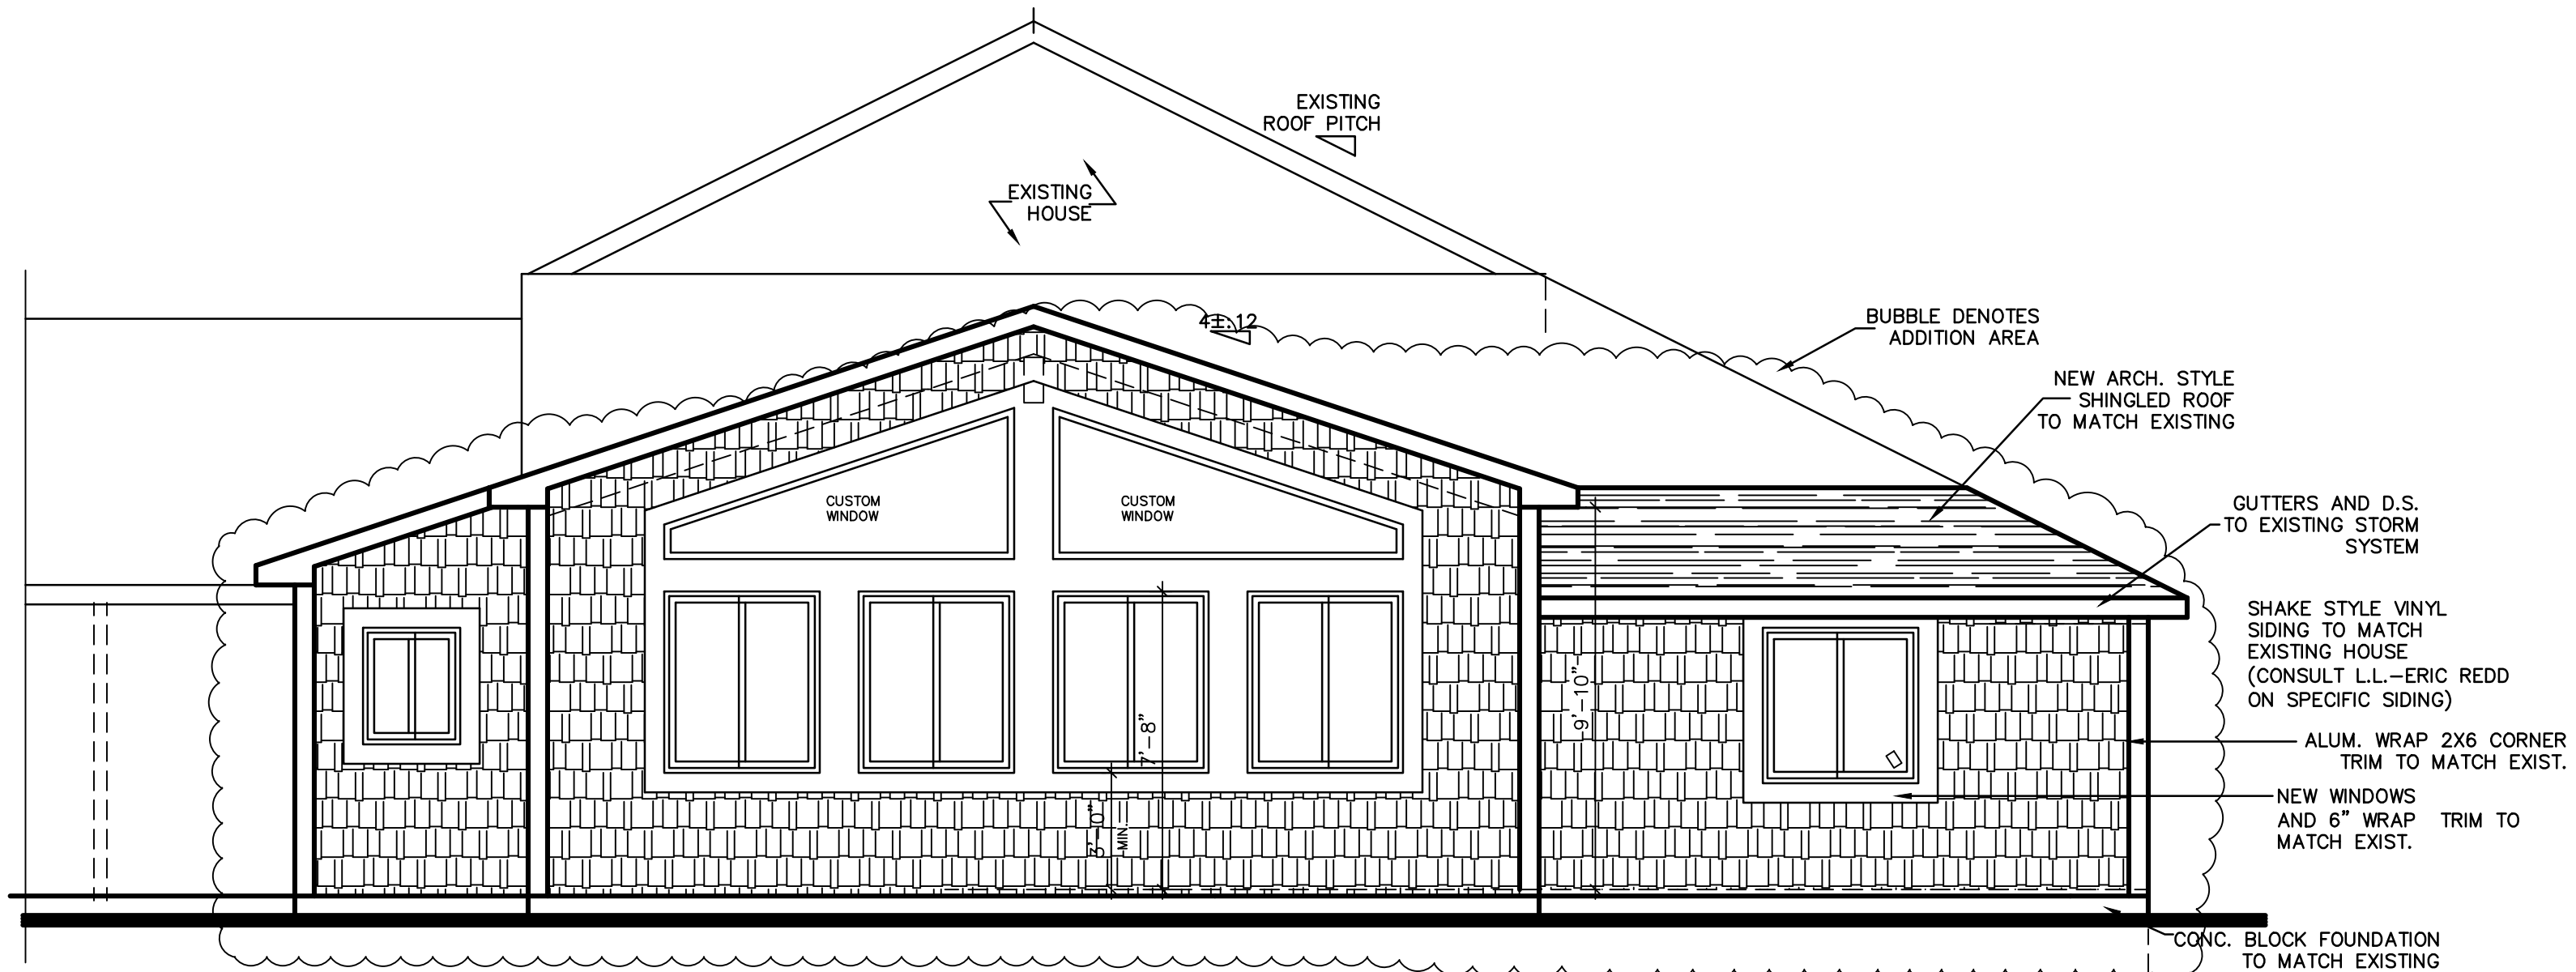 EXISTING
ROOF PITCH
EXISTING
HOUSE
4±:12
BUBBLE DENOTES
ADDITION AREA
NEW ARCH. STYLE
SHINGLED ROOF
TO MATCH EXISTING
CUSTOM
WINDOW
CUSTOM
WINDOW
GUTTERS AND D.S.
TO EXISTING STORM
SYSTEM
SHAKE STYLE VINYL
SIDING TO MATCH
EXISTING HOUSE
(CONSULT L.L.-ERIC REDD
ON SPECIFIC SIDING)
9'-10"
7'-8"
3'-0"
MIN.
ALUM. WRAP 2X6 CORNER
TRIM TO MATCH EXIST.
NEW WINDOWS
AND 6" WRAP TRIM TO
MATCH EXIST.
CONC. BLOCK FOUNDATION
TO MATCH EXISTING